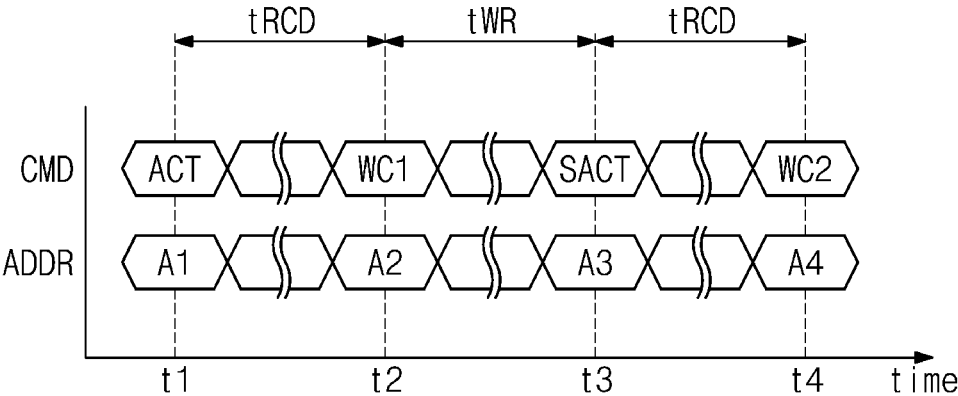 tRCD tWR tRCD
CMD ACT WC1 SACT WC2
ADDR A1 A2 A3 A4
t1 t2 t3 t4 time